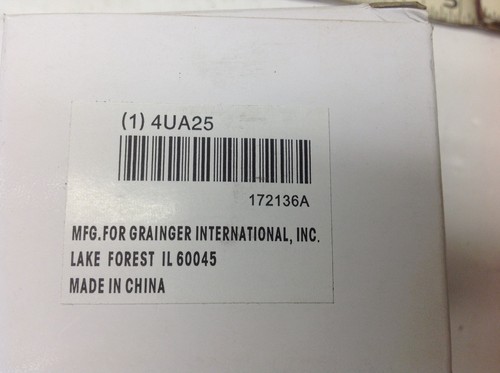 (1) 4UA25
172136A
MFG.FOR GRAINGER INTERNATIONAL, INC.
LAKE FOREST IL 60045
MADE IN CHINA